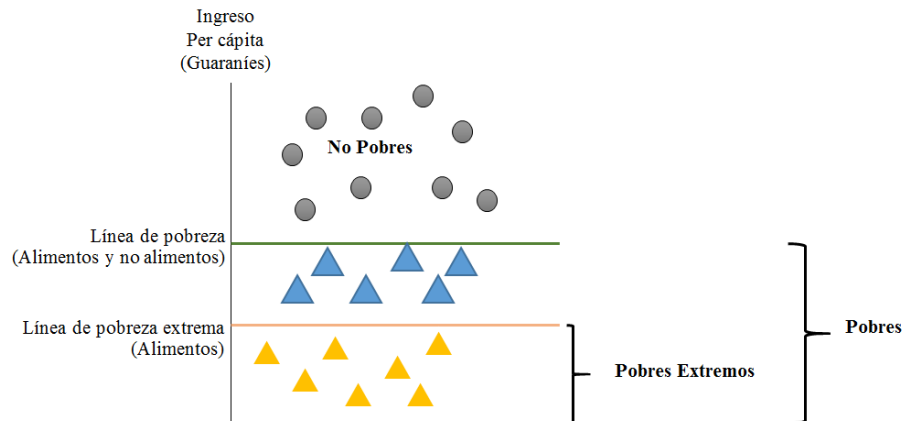 Ingreso
Per cápita
(Guaraníes)
No Pobres
Línea de pobreza
(Alimentos y no alimentos)
Línea de pobreza extrema
(Alimentos)
Pobres
Pobres Extremos